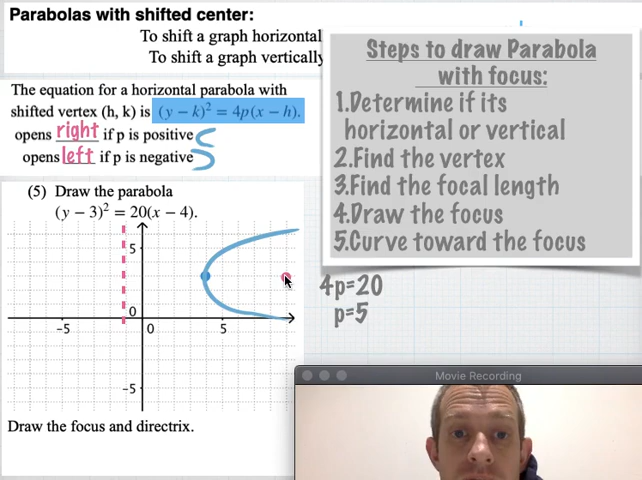 Parabolas with shifted center:
To shift a graph horizontal
To shift a graph vertically
The equation for a horizontal parabola with
shifted vertex (h, k) is (y − k)² = 4p(x − h).
opens right if p is positive
opens left if p is negative
(5) Draw the parabola
(y − 3)² = 20(x − 4).
5
0
-5
0
5
-5
Draw the focus and directrix.
Steps to draw Parabola
with focus:
1.Determine if its
horizontal or vertical
2.Find the vertex
3.Find the focal length
4.Draw the focus
5.Curve toward the focus
4p=20
p=5
Movie Recording